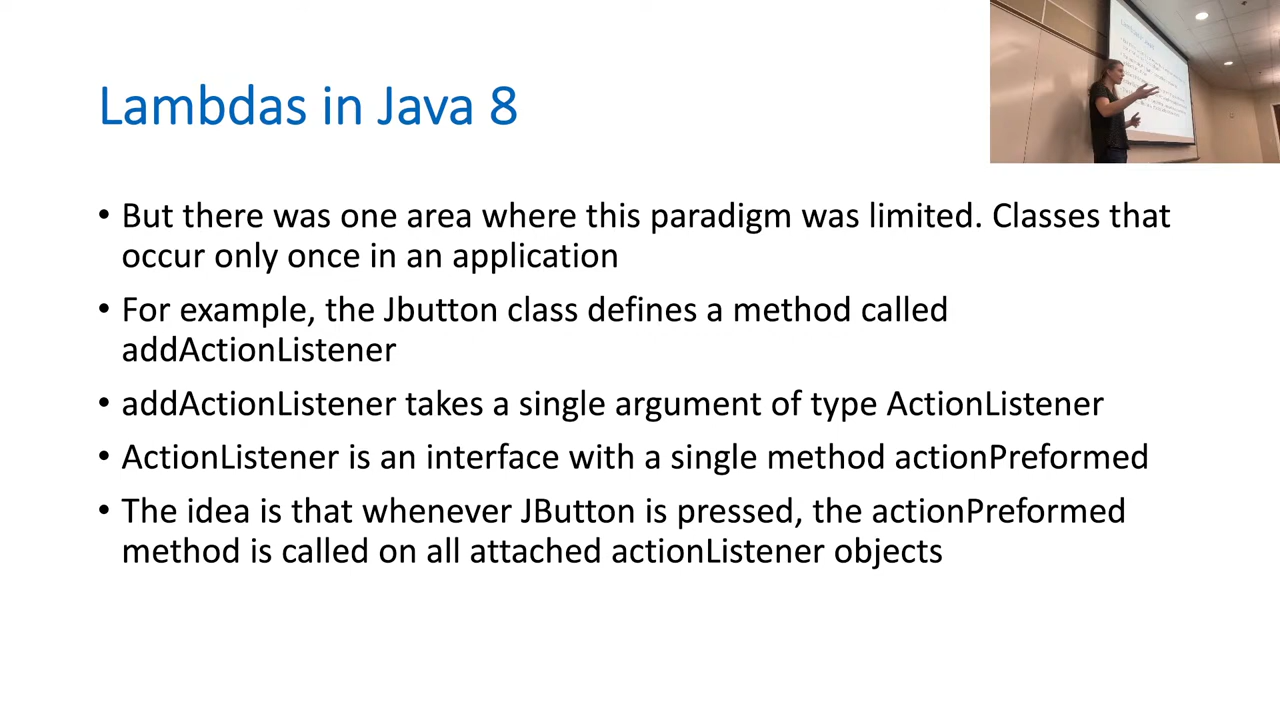 Lambdas in Java 8
• But there was one area where this paradigm was limited. Classes that
occur only once in an application
• For example, the Jbutton class defines a method called
addActionListener
• addActionListener takes a single argument of type ActionListener
• ActionListener is an interface with a single method actionPreformed
• The idea is that whenever JButton is pressed, the actionPreformed
method is called on all attached actionListener objects